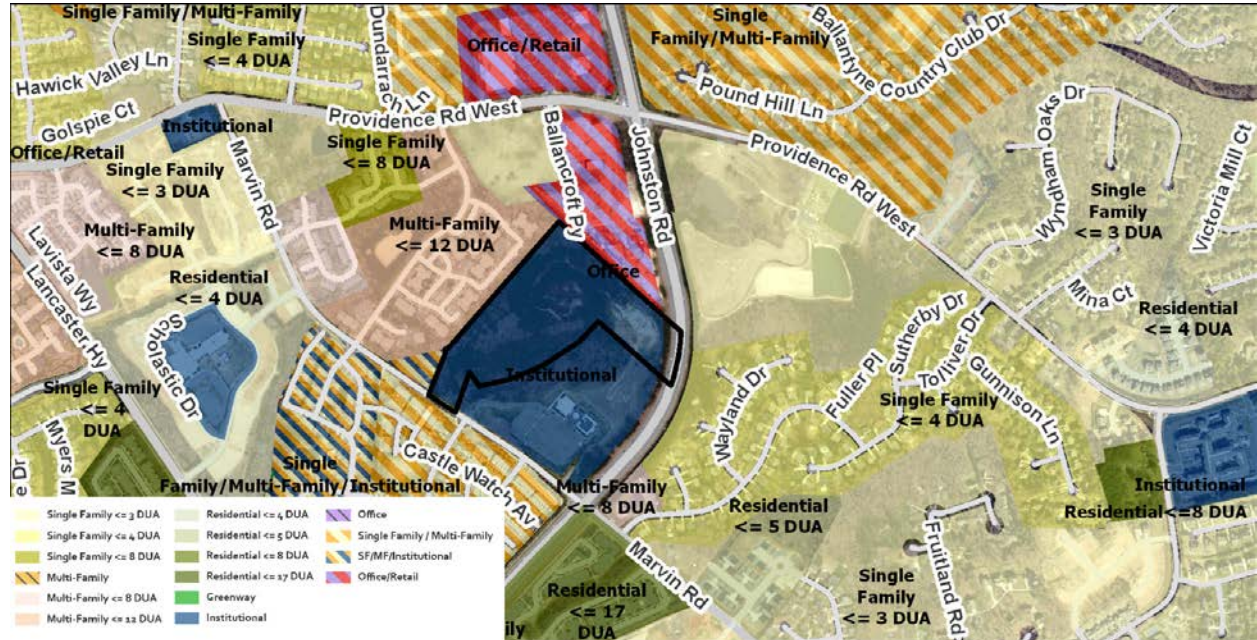 Single Family/Multi-Family
Single Family
<= 4 DUA
Hawick Valley Ln
Golspie Ct
Dundarrach Ln
Office/Retail
Single
Family/Multi-Family
Ballantyne Country Club Dr
Pound Hill Ln
Providence Rd West
Institutional
Office/Retail
Single Family
<= 3 DUA
Marvin Rd
Single Family
<= 8 DUA
Ballancroft Py
Johnston Rd
Providence Rd West
Wyndham Oaks Dr
Single
Family
<= 3 DUA
Victoria Mill Ct
Multi-Family
<= 8 DUA
Multi-Family
<= 12 DUA
Lavista Wy
Lancaster Hy
Residential
<= 4 DUA
Scholastic Dr
Office
Institutional
Mina Ct
Residential
<= 4 DUA
Sutherby Dr
Tolliver Dr
Gunnison Ln
Fuller Pl
Wayland Dr
Single Family
<= 4 DUA
Single Family
<= 4
DUA
Myers M
e Dr
Single
Family/Multi-Family/Institutional
Castle Watch Av
Multi-Family
<= 8 DUA
Residential
<= 5 DUA
Institutional
Residential <=8 DUA
Fruitland Rd
Marvin Rd
Residential
<= 17
DUA
Single
Family
<= 3 DUA
ily
Single Family <= 3 DUA
Single Family <= 4 DUA
Single Family <= 8 DUA
Multi-Family
Multi-Family <= 8 DUA
Multi-Family <= 12 DUA
Residential <= 4 DUA
Residential <= 5 DUA
Residential <= 8 DUA
Residential <= 17 DUA
Greenway
Institutional
Office
Single Family / Multi-Family
SF/MF/Institutional
Office/Retail